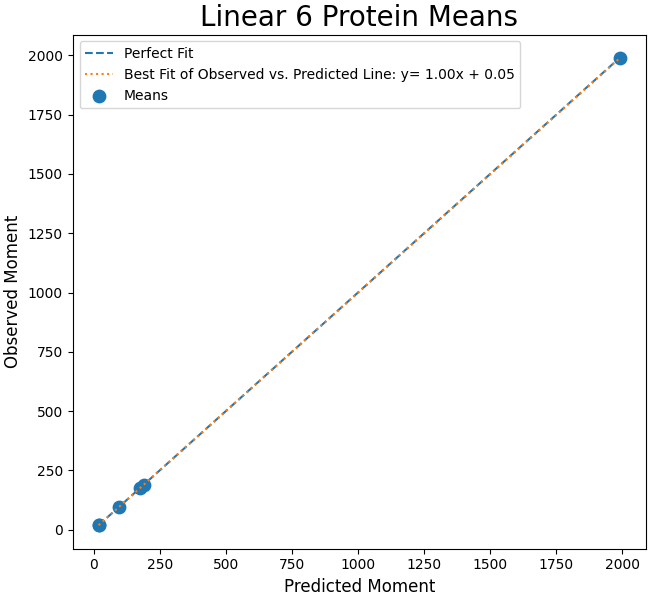 Linear 6 Protein Means
Perfect Fit
Best Fit of Observed vs. Predicted Line: y= 1.00x + 0.05
Means
2000
1750
1500
1250
1000
750
500
250
0
Observed Moment
0 250 500 750 1000 1250 1500 1750 2000
Predicted Moment